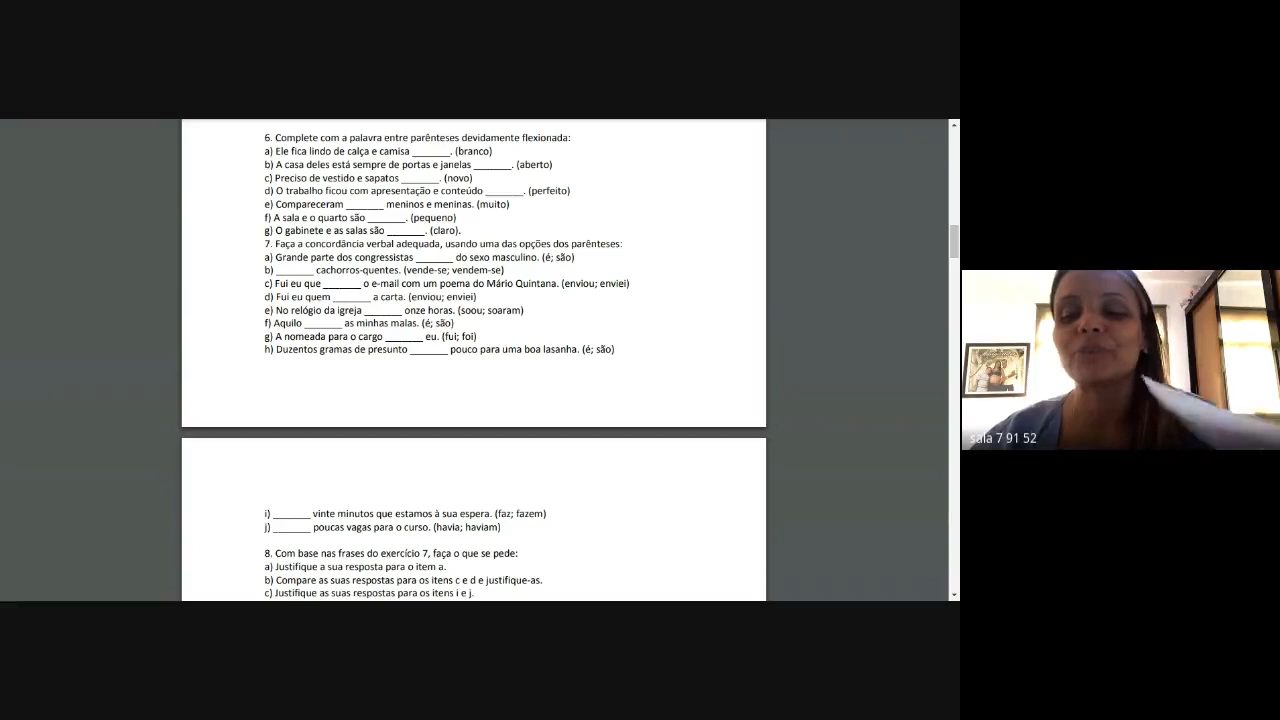 6. Complete com a palavra entre parênteses devidamente flexionada:
a) Ele fica lindo de calça e camisa _______. (branco)
b) A casa deles está sempre de portas e janelas _______. (aberto)
c) Preciso de vestido e sapatos _______. (novo)
d) O trabalho ficou com apresentação e conteúdo _______. (perfeito)
e) Compareceram _______ meninos e meninas. (muito)
f) A sala e o quarto são _______. (pequeno)
g) O gabinete e as salas são _______. (claro).
7. Faça a concordância verbal adequada, usando uma das opções dos parênteses:
a) Grande parte dos congressistas _______ do sexo masculino. (é; são)
b) _______ cachorros-quentes. (vende-se; vendem-se)
c) Fui eu que _______ o e-mail com um poema do Mário Quintana. (enviou; enviei)
d) Fui eu quem _______ a carta. (enviou; enviei)
e) No relógio da igreja _______ onze horas. (soou; soaram)
f) Aquilo _______ as minhas malas. (é; são)
g) A nomeada para o cargo _______ eu. (fui; foi)
h) Duzentos gramas de presunto _______ pouco para uma boa lasanha. (é; são)
i) _______ vinte minutos que estamos à sua espera. (faz; fazem)
j) _______ poucas vagas para o curso. (havia; haviam)
8. Com base nas frases do exercício 7, faça o que se pede:
a) Justifique a sua resposta para o item a.
b) Compare as suas respostas para os itens c e d e justifique-as.
c) Justifique as suas respostas para os itens i e j.
sala 7 91 52